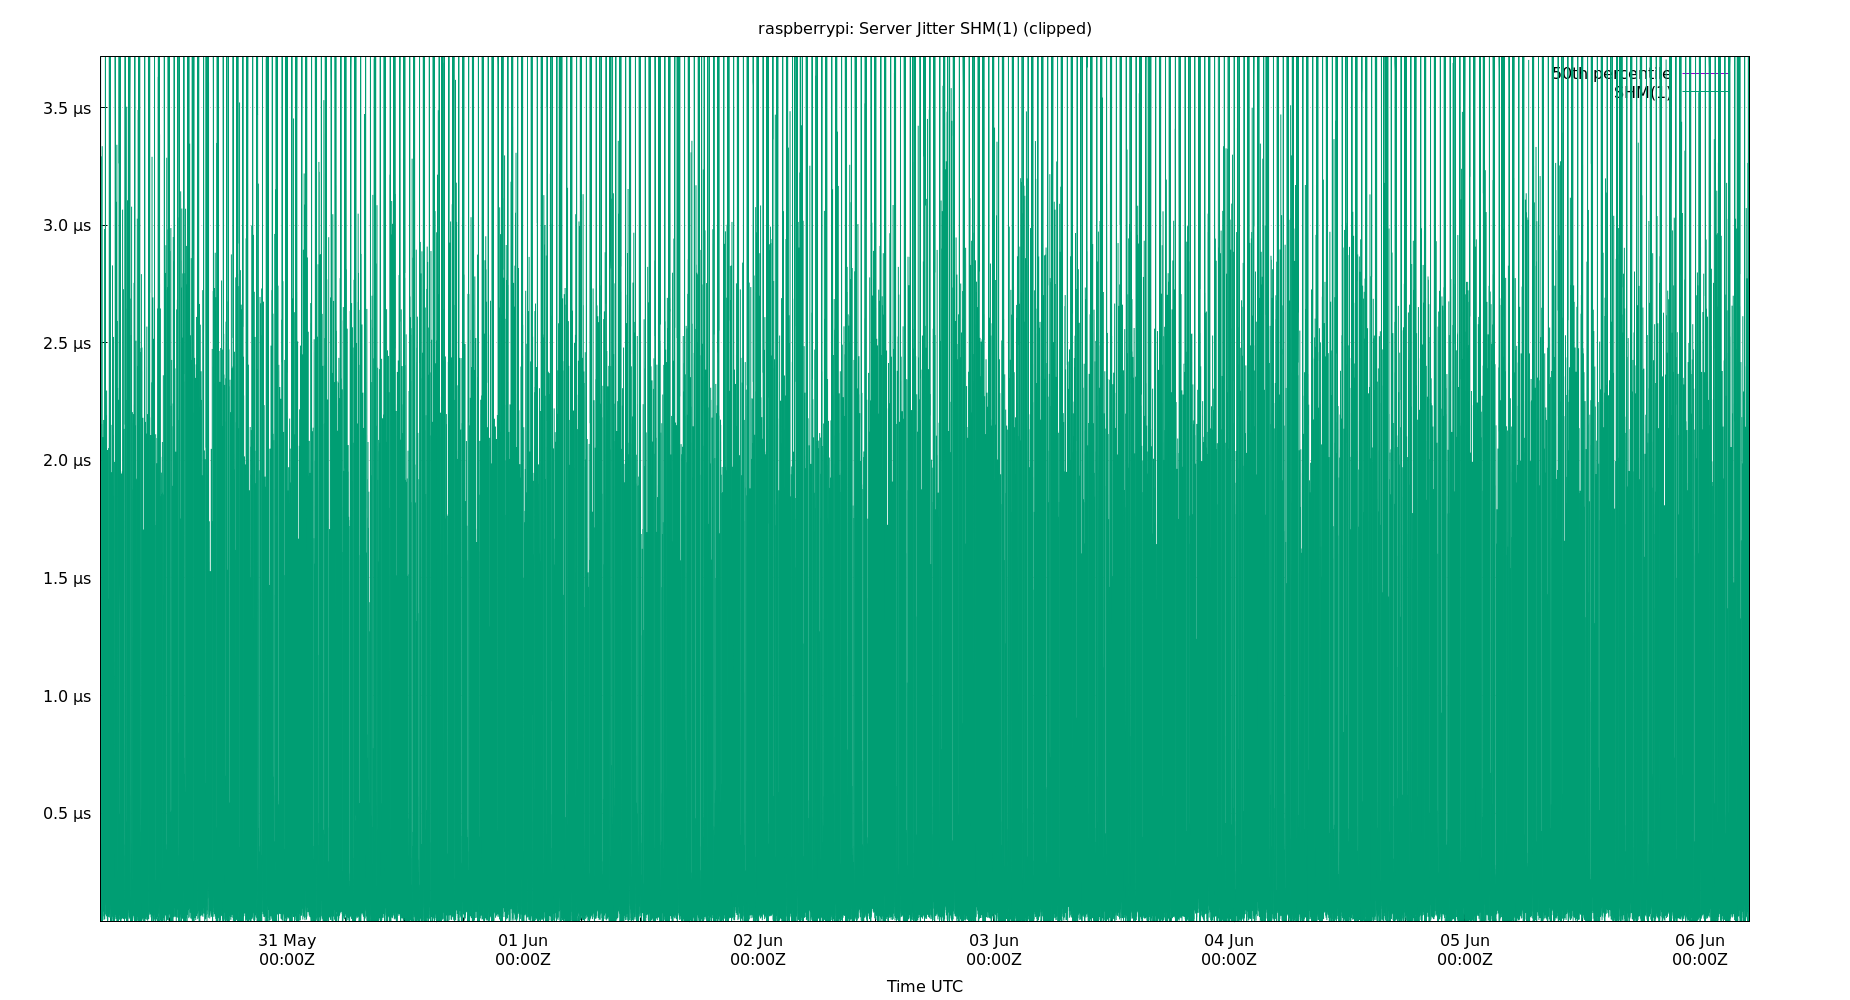 raspberrypi: Server Jitter SHM(1) (clipped)
50th percentile
SHM(1)
3.5 µs
3.0 µs
2.5 µs
2.0 µs
1.5 µs
1.0 µs
0.5 µs
31 May 01 Jun 02 Jun 03 Jun 04 Jun 05 Jun 06 Jun
00:00Z 00:00Z 00:00Z 00:00Z 00:00Z 00:00Z 00:00Z
Time UTC